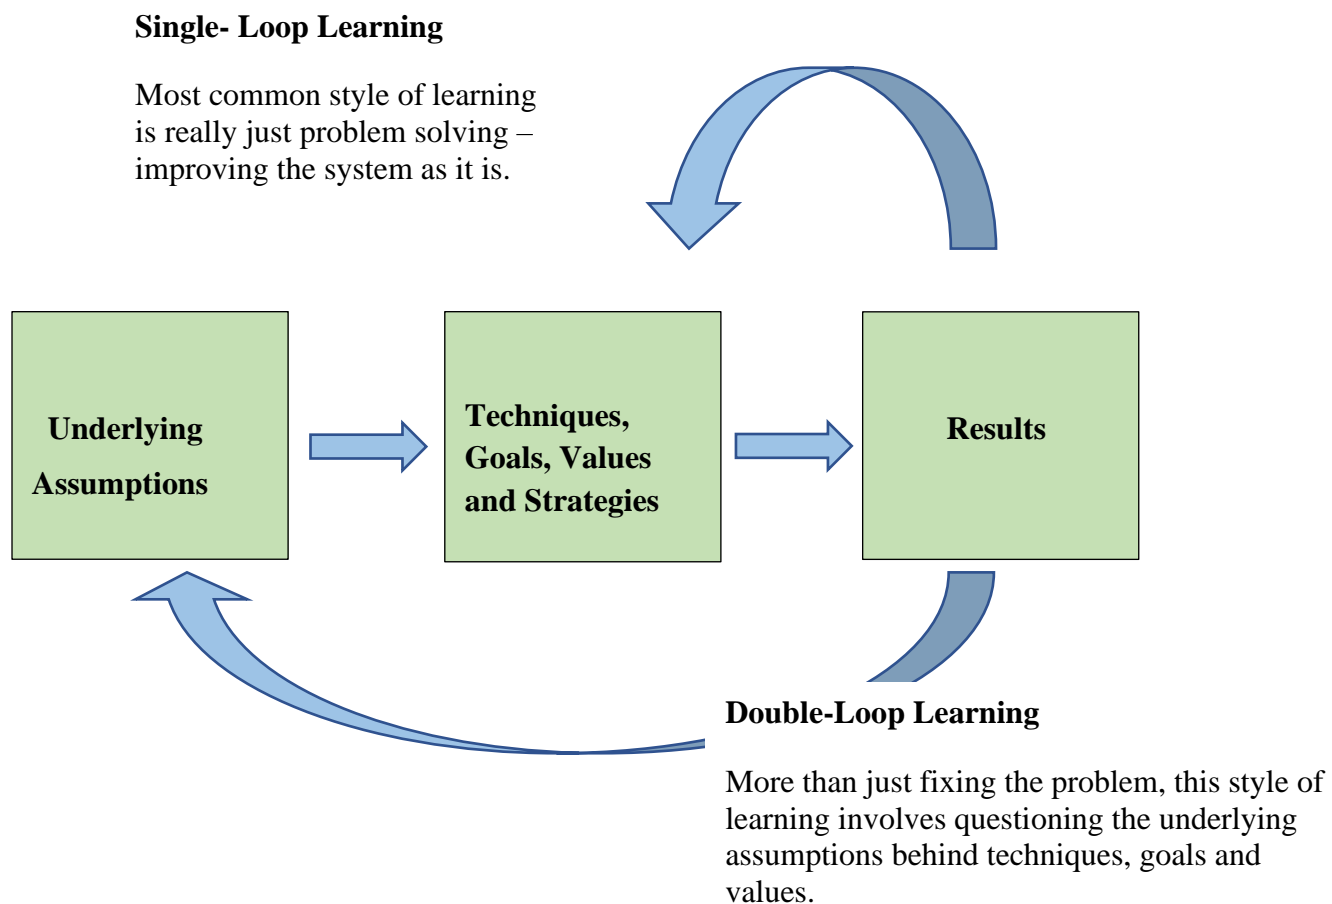 Single- Loop Learning
Most common style of learning
is really just problem solving –
improving the system as it is.
Underlying
Assumptions
Techniques,
Goals, Values
and Strategies
Results
Double-Loop Learning
More than just fixing the problem, this style of
learning involves questioning the underlying
assumptions behind techniques, goals and
values.